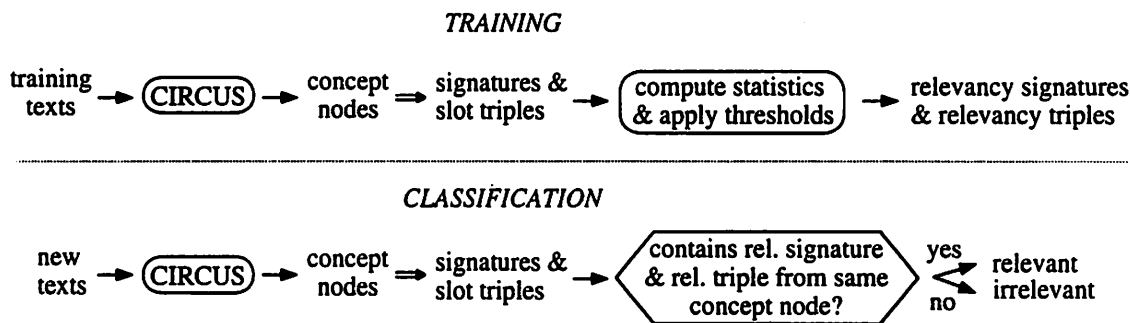 TRAINING
training texts
CIRCUS
concept nodes
signatures & slot triples
compute statistics & apply thresholds
relevancy signatures & relevancy triples
CLASSIFICATION
new texts
CIRCUS
concept nodes
signatures & slot triples
contains rel. signature & rel. triple from same concept node?
yes
relevant
irrelevant
no